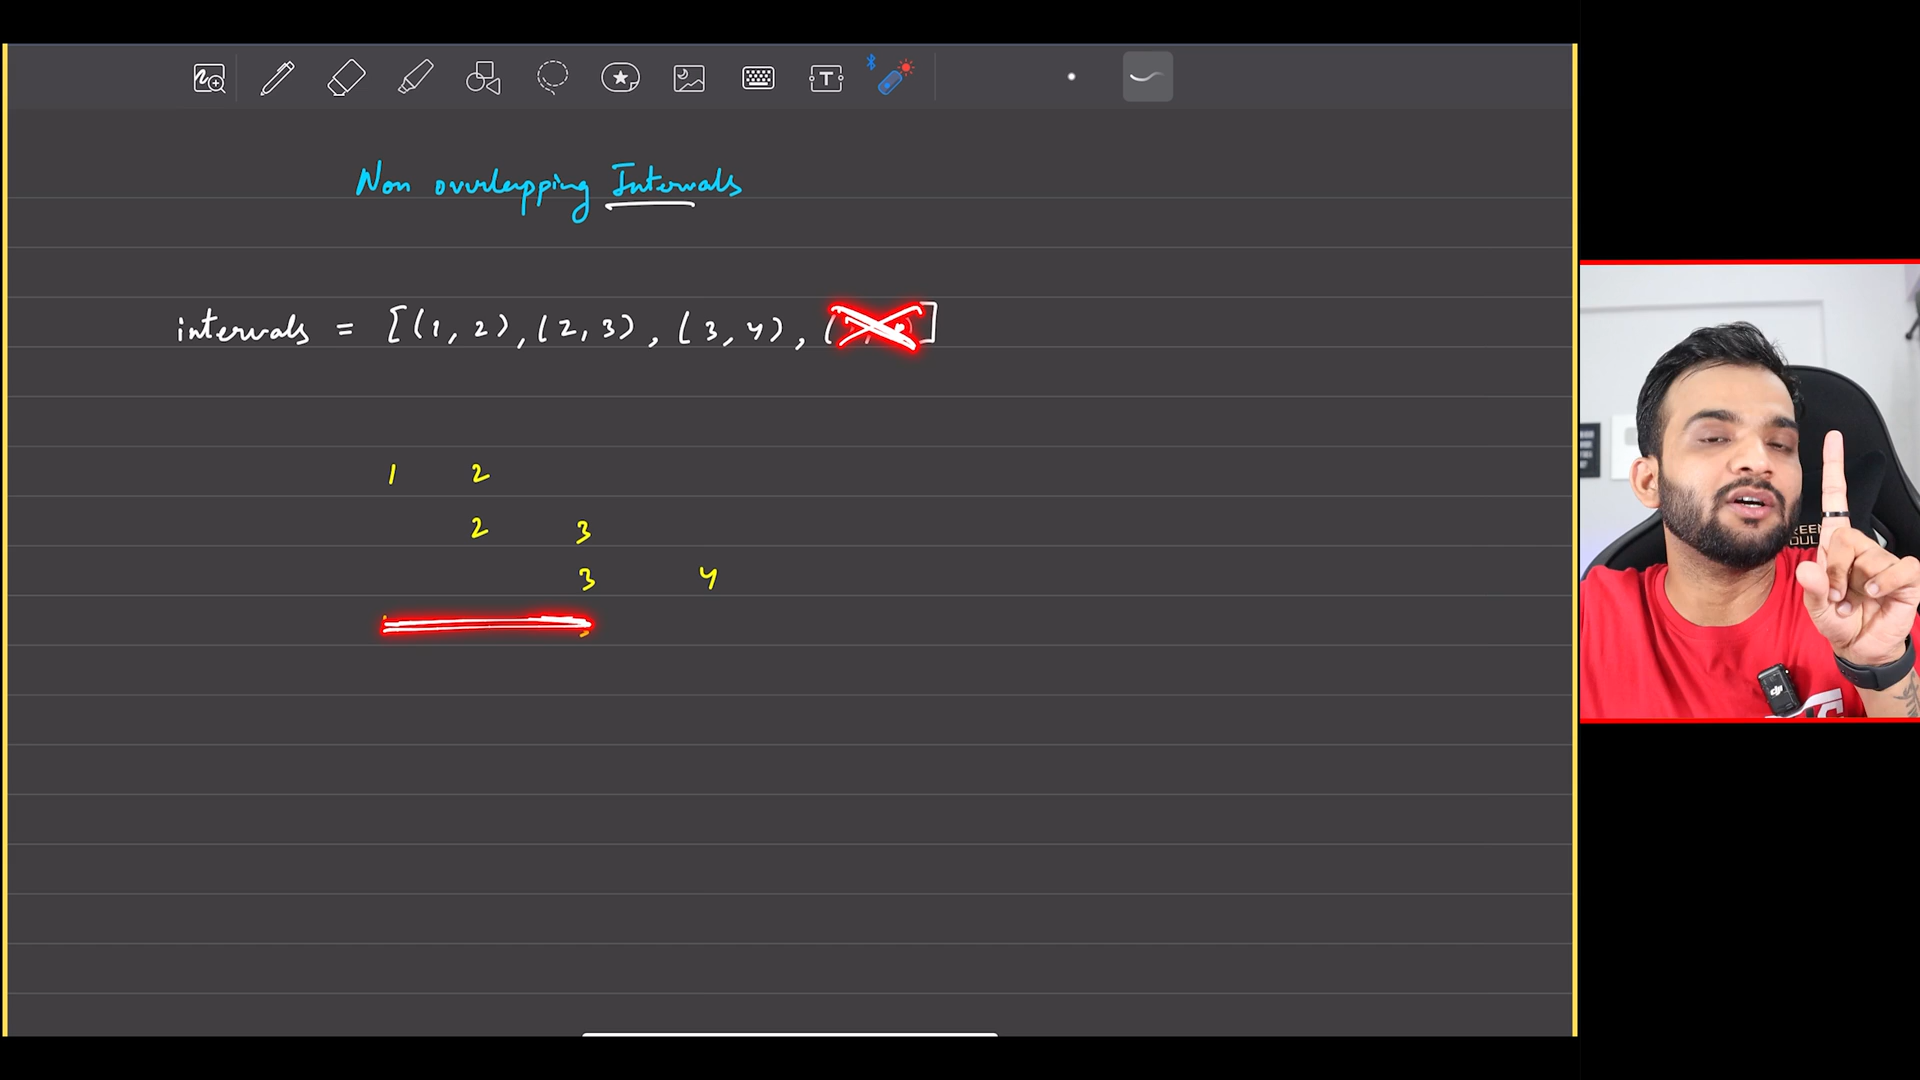 Non overlapping Intervals
intervals = [(1, 2), (2, 3), (3, 4), (
1 2
2 3
3 4